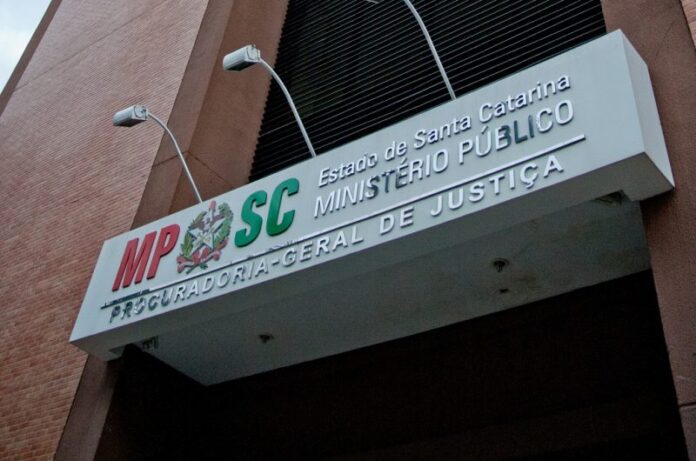 MP SC
Estado de Santa Catarina
MINISTÉRIO PÚBLICO
PROCURADORIA-GERAL DE JUSTIÇA